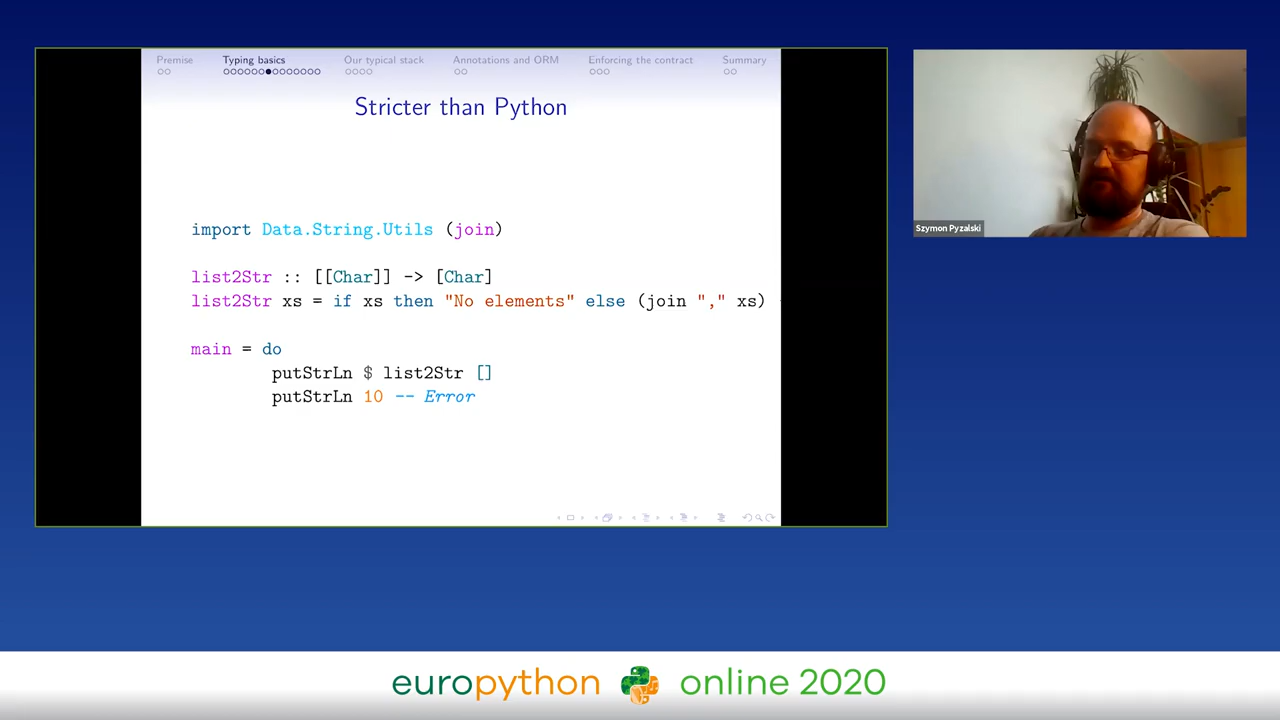 Premise
Typing basics
Our typical stack
Annotations and ORM
Enforcing the contract
Summary
Stricter than Python
import Data.String.Utils (join)
list2Str :: [[Char]] -> [Char]
list2Str xs = if xs then "No elements" else (join "," xs)
main = do
putStrLn $ list2Str []
putStrLn 10 -- Error
Szymon Pyzalski
europython online 2020